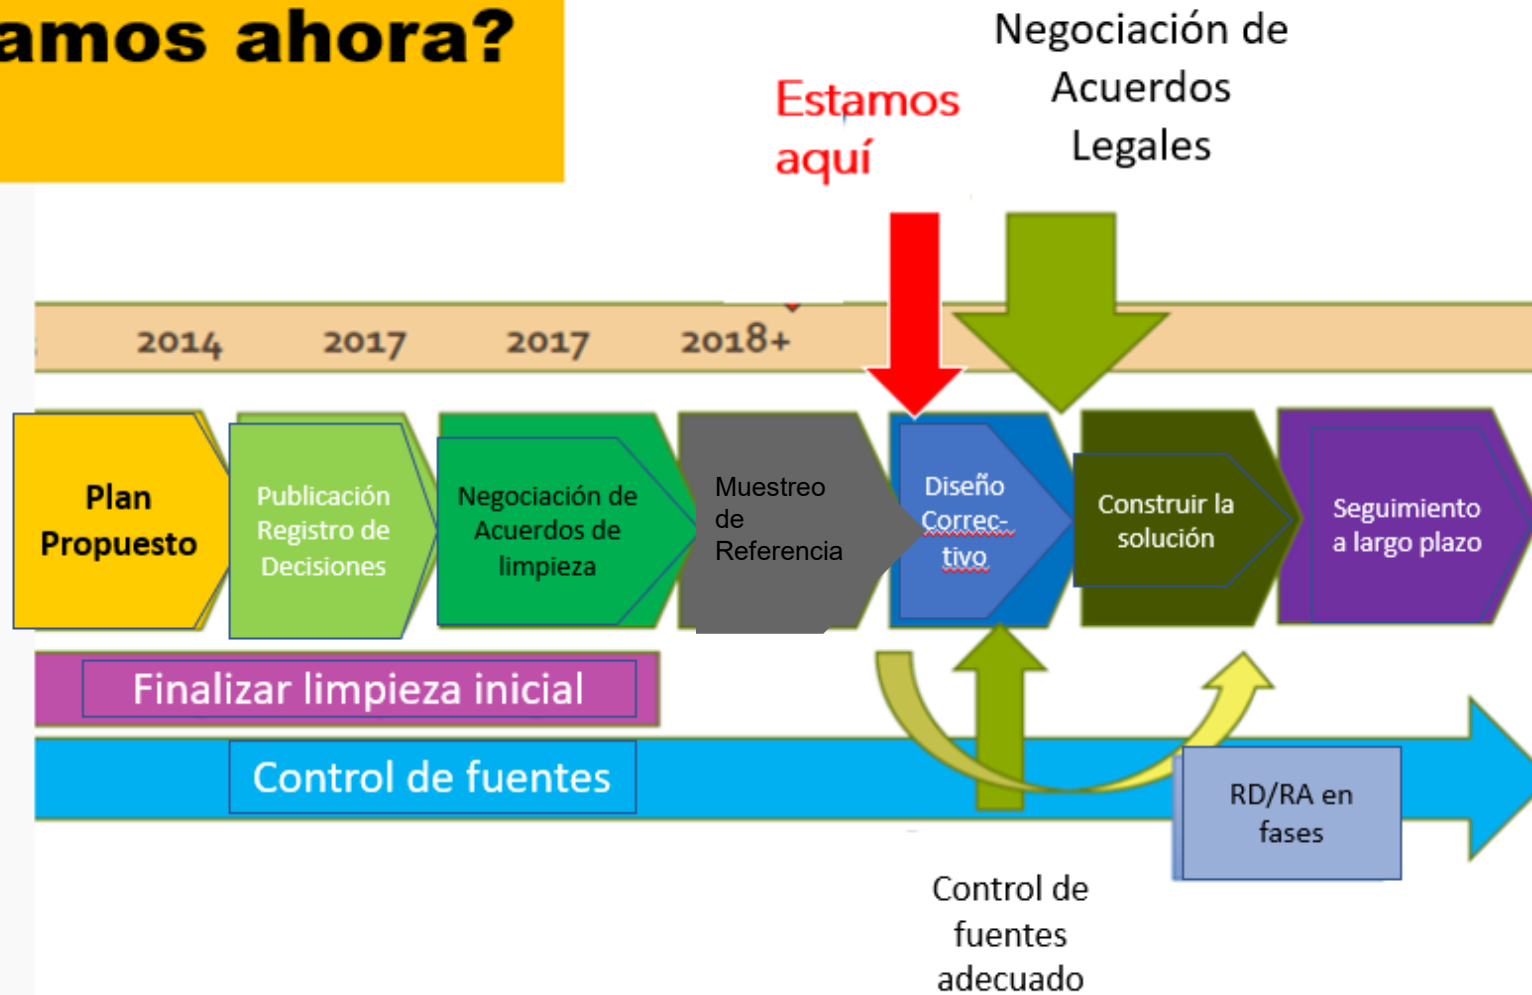 amos ahora?
Negociación de
Acuerdos
Legales
Estamos
aquí
2014 2017 2017 2018+
Plan
Propuesto
Publicación
Registro de
Decisiones
Negociación de
Acuerdos de
limpieza
Muestreo
de
Referencia
Diseño
Correc-
tivo
Construir la
solución
Seguimiento
a largo plazo
Finalizar limpieza inicial
Control de fuentes
RD/RA en
fases
Control de
fuentes
adecuado